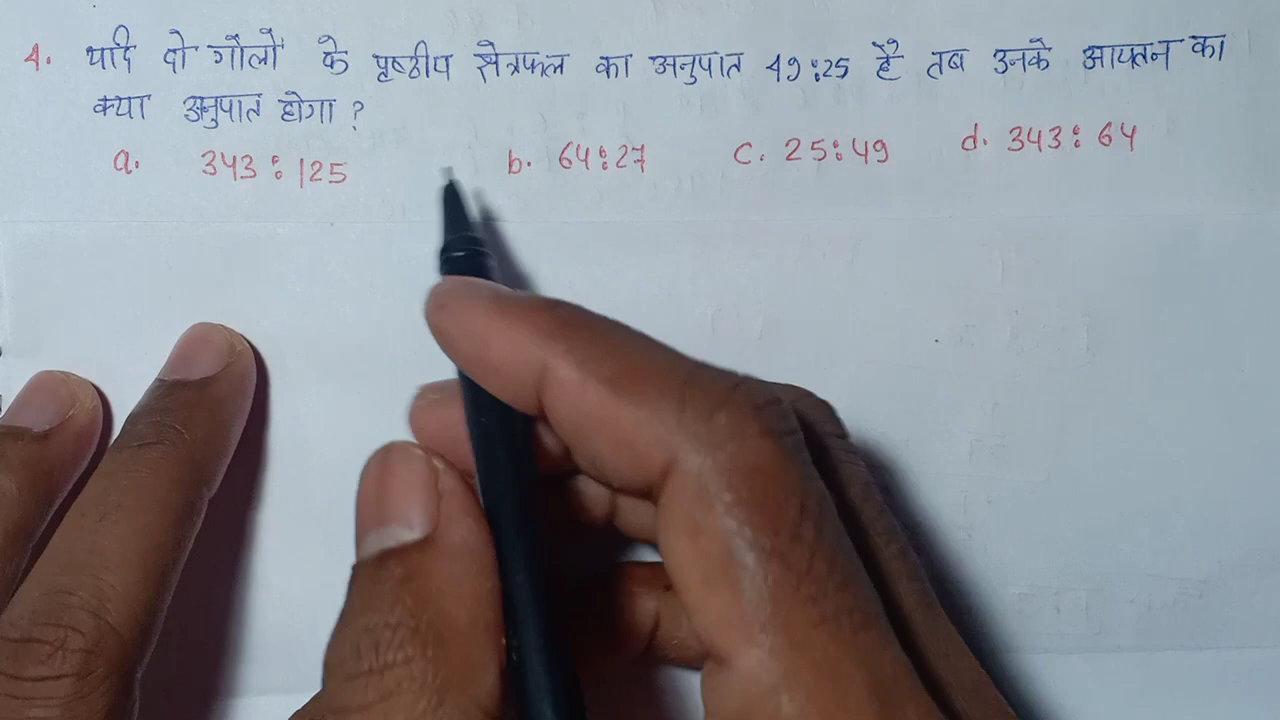 4. यदि दो गोलों के पृष्ठीय क्षेत्रफल का अनुपात 49:25 है तब उनके आयतन का
क्या अनुपात होगा ?
a. 343 : 125 b. 64:27 c. 25:49 d. 343 : 64